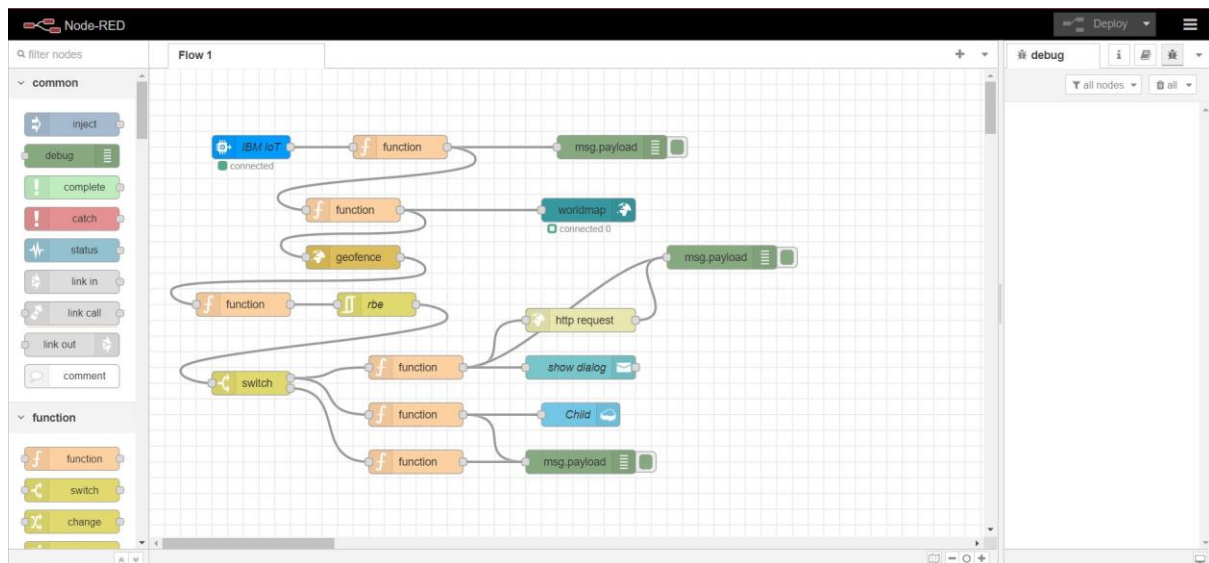 Node-RED
Deploy
filter nodes
Flow 1
debug
i
all nodes
all
common
inject
debug
complete
catch
status
link in
link call
link out
comment
function
function
switch
change
IBM IoT
connected
function
msg.payload
function
worldmap
connected 0
geofence
msg.payload
function
rbe
http request
switch
function
show dialog
function
Child
function
msg.payload